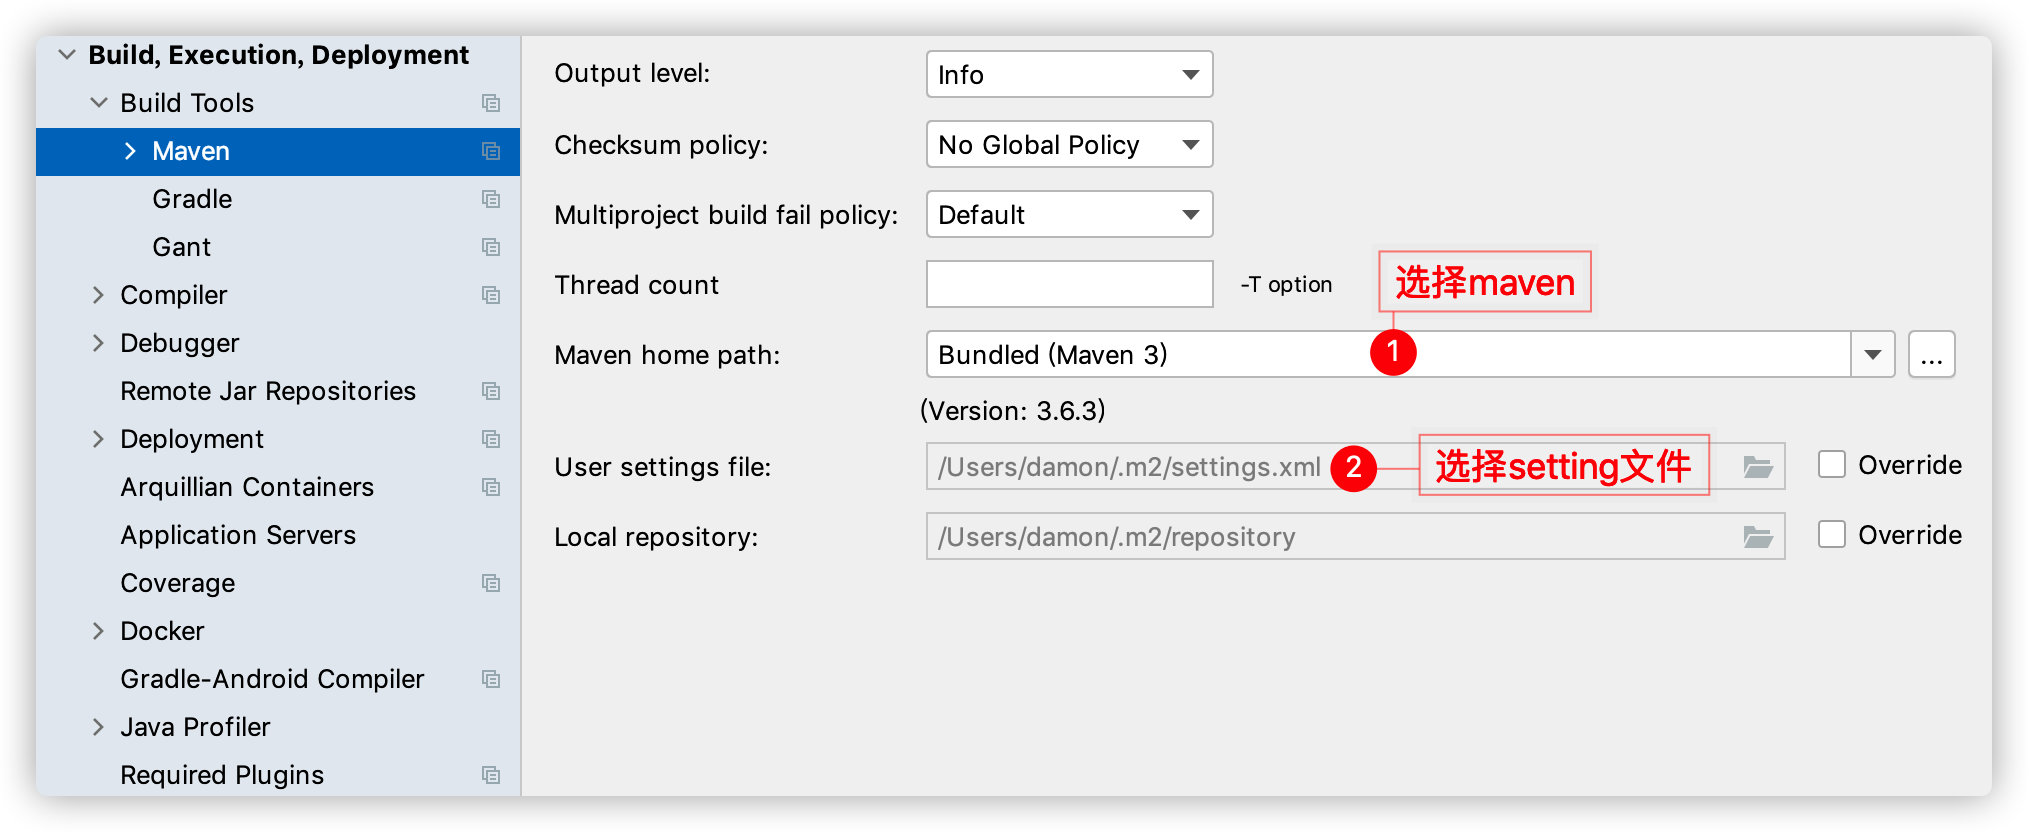 Build, Execution, Deployment
Build Tools
Maven
Gradle
Gant
Compiler
Debugger
Remote Jar Repositories
Deployment
Arquillian Containers
Application Servers
Coverage
Docker
Gradle-Android Compiler
Java Profiler
Required Plugins
Output level: Info
Checksum policy: No Global Policy
Multiproject build fail policy: Default
Thread count -T option
选择maven
Maven home path: Bundled (Maven 3) 1 ...
(Version: 3.6.3)
User settings file: /Users/damon/.m2/settings.xml 2 选择setting文件 Override
Local repository: /Users/damon/.m2/repository Override